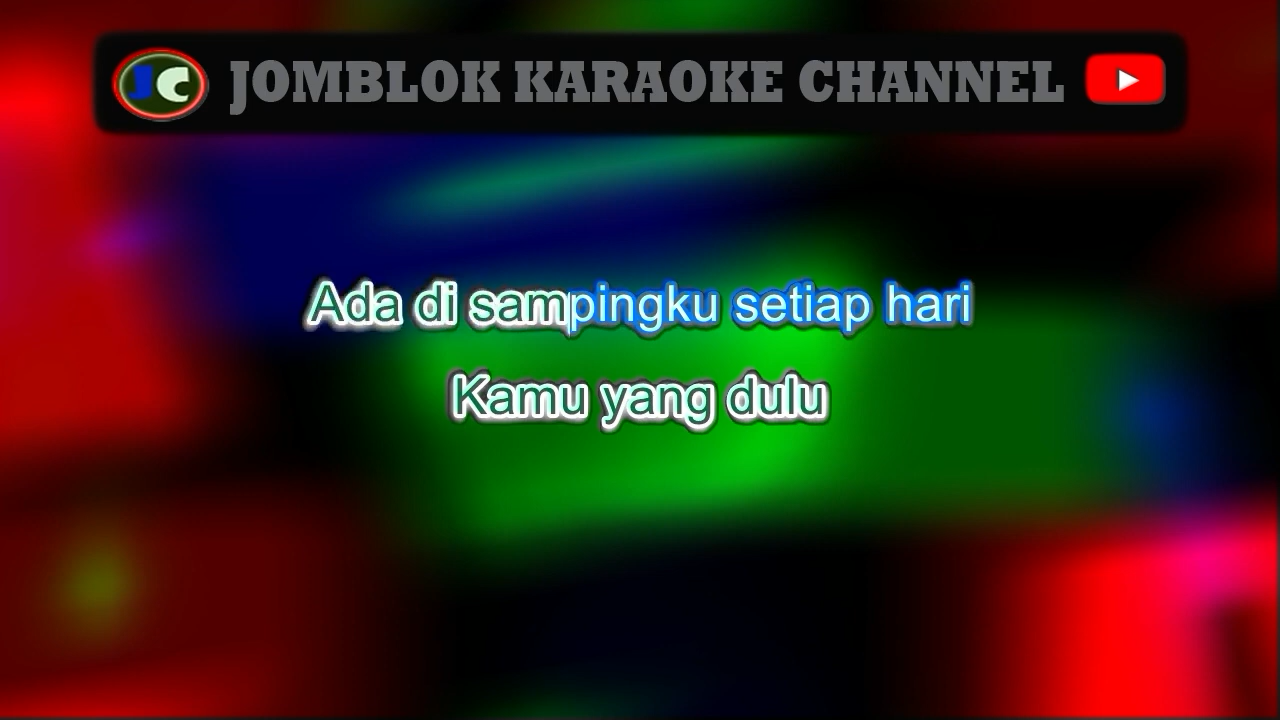 JC JOMBLOK KARAOKE CHANNEL
Ada di sampingku setiap hari
Kamu yang dulu